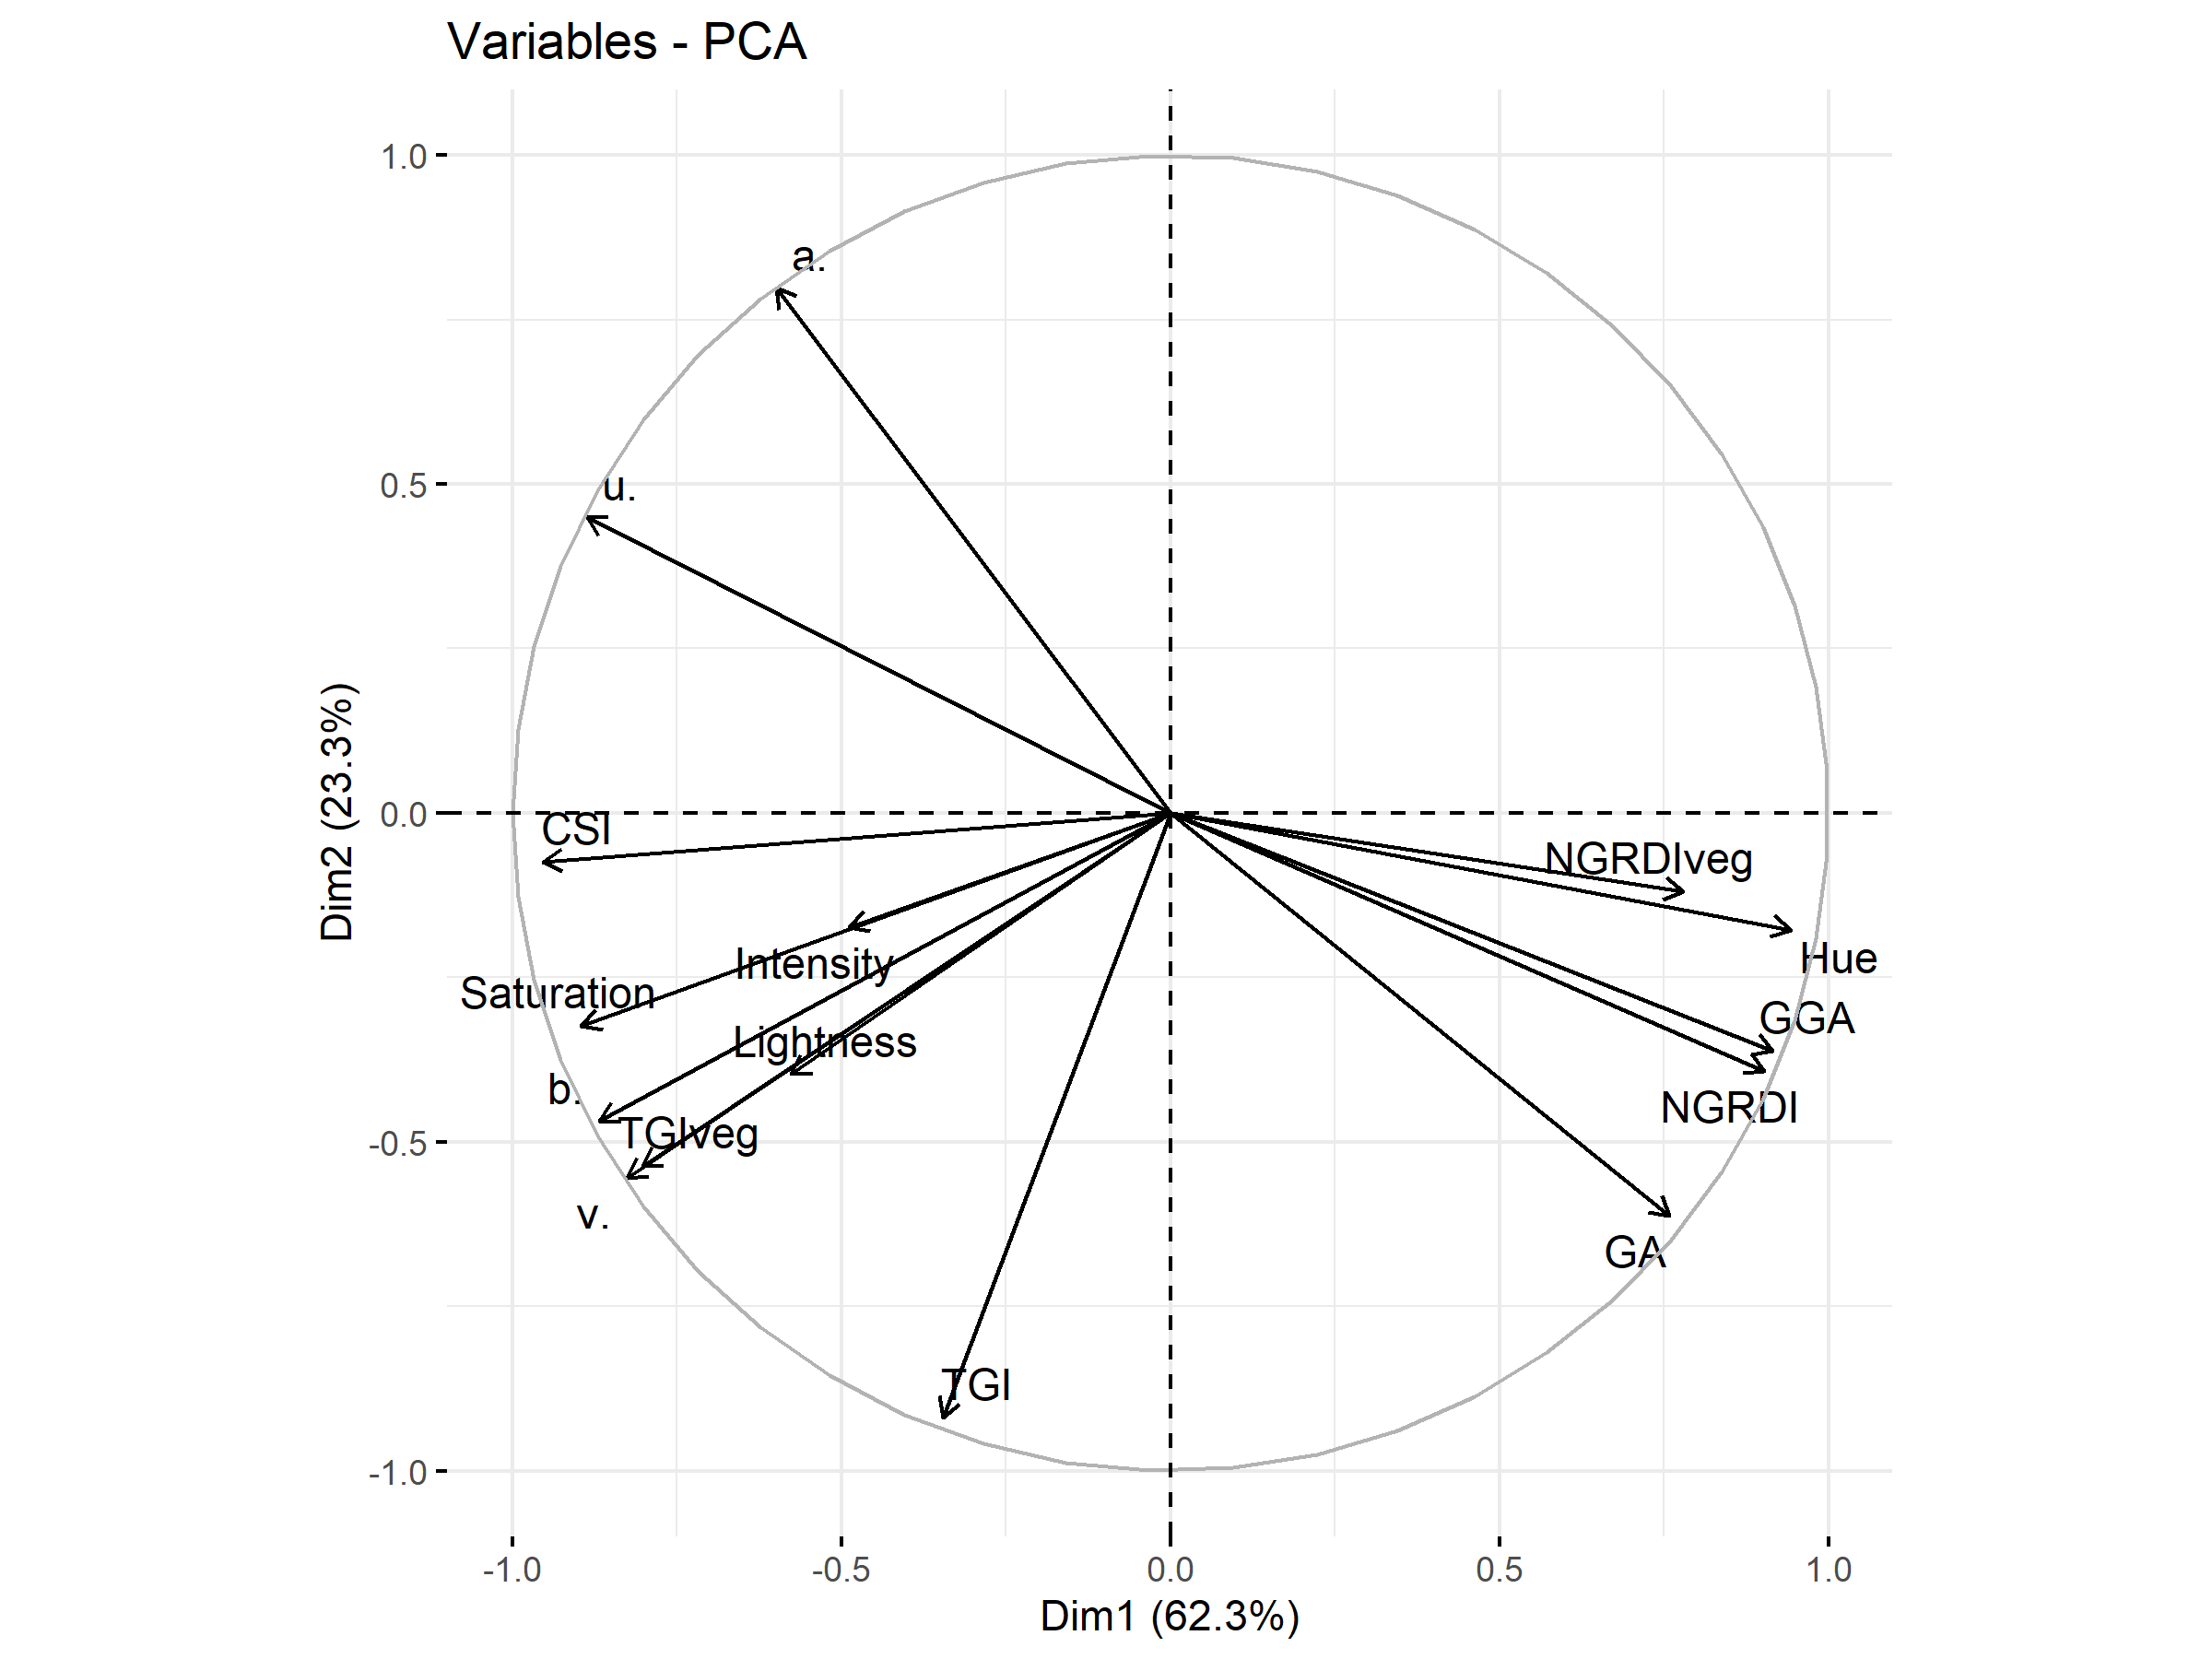 Variables - PCA
1.0
0.5
0.0
-0.5
-1.0
Dim2 (23.3%)
a.
u.
CSI
NGRDIveg
Intensity
Hue
Saturation
GGA
Lightness
b.
NGRDI
TGIveg
v.
GA
TGI
-1.0
-0.5
0.0
0.5
1.0
Dim1 (62.3%)